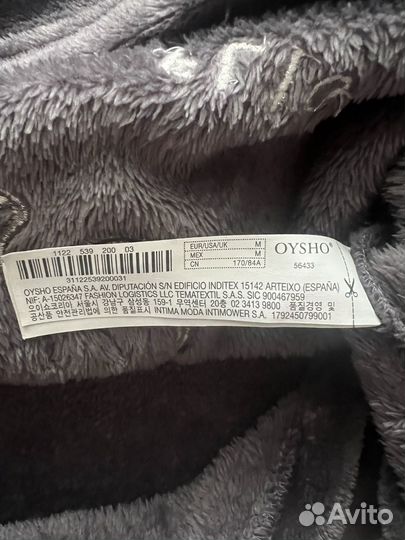 1122 539 200 03
31122539200031
EUR/USA/UK M
MEX M
CN 170/84A
OYSHO
56433
OYSHO ESPAÑA S.A. AV. DIPUTACIÓN S/N EDIFICIO INDITEX 15142 ARTEIXO (ESPAÑA)
NIF: A-15026347 FASHION LOGISTICS LLC TEMATEXTIL S.A.S. SIC 900467959
오이쇼코리아 서울시 강남구 삼성동 159-1 무역센터 20층 02 3413 9800 품질경영 및
공산품 안전관리법에 의한 품질표시 INTIMA MODA INTIMOWER S.A. 1792450799001
Avito